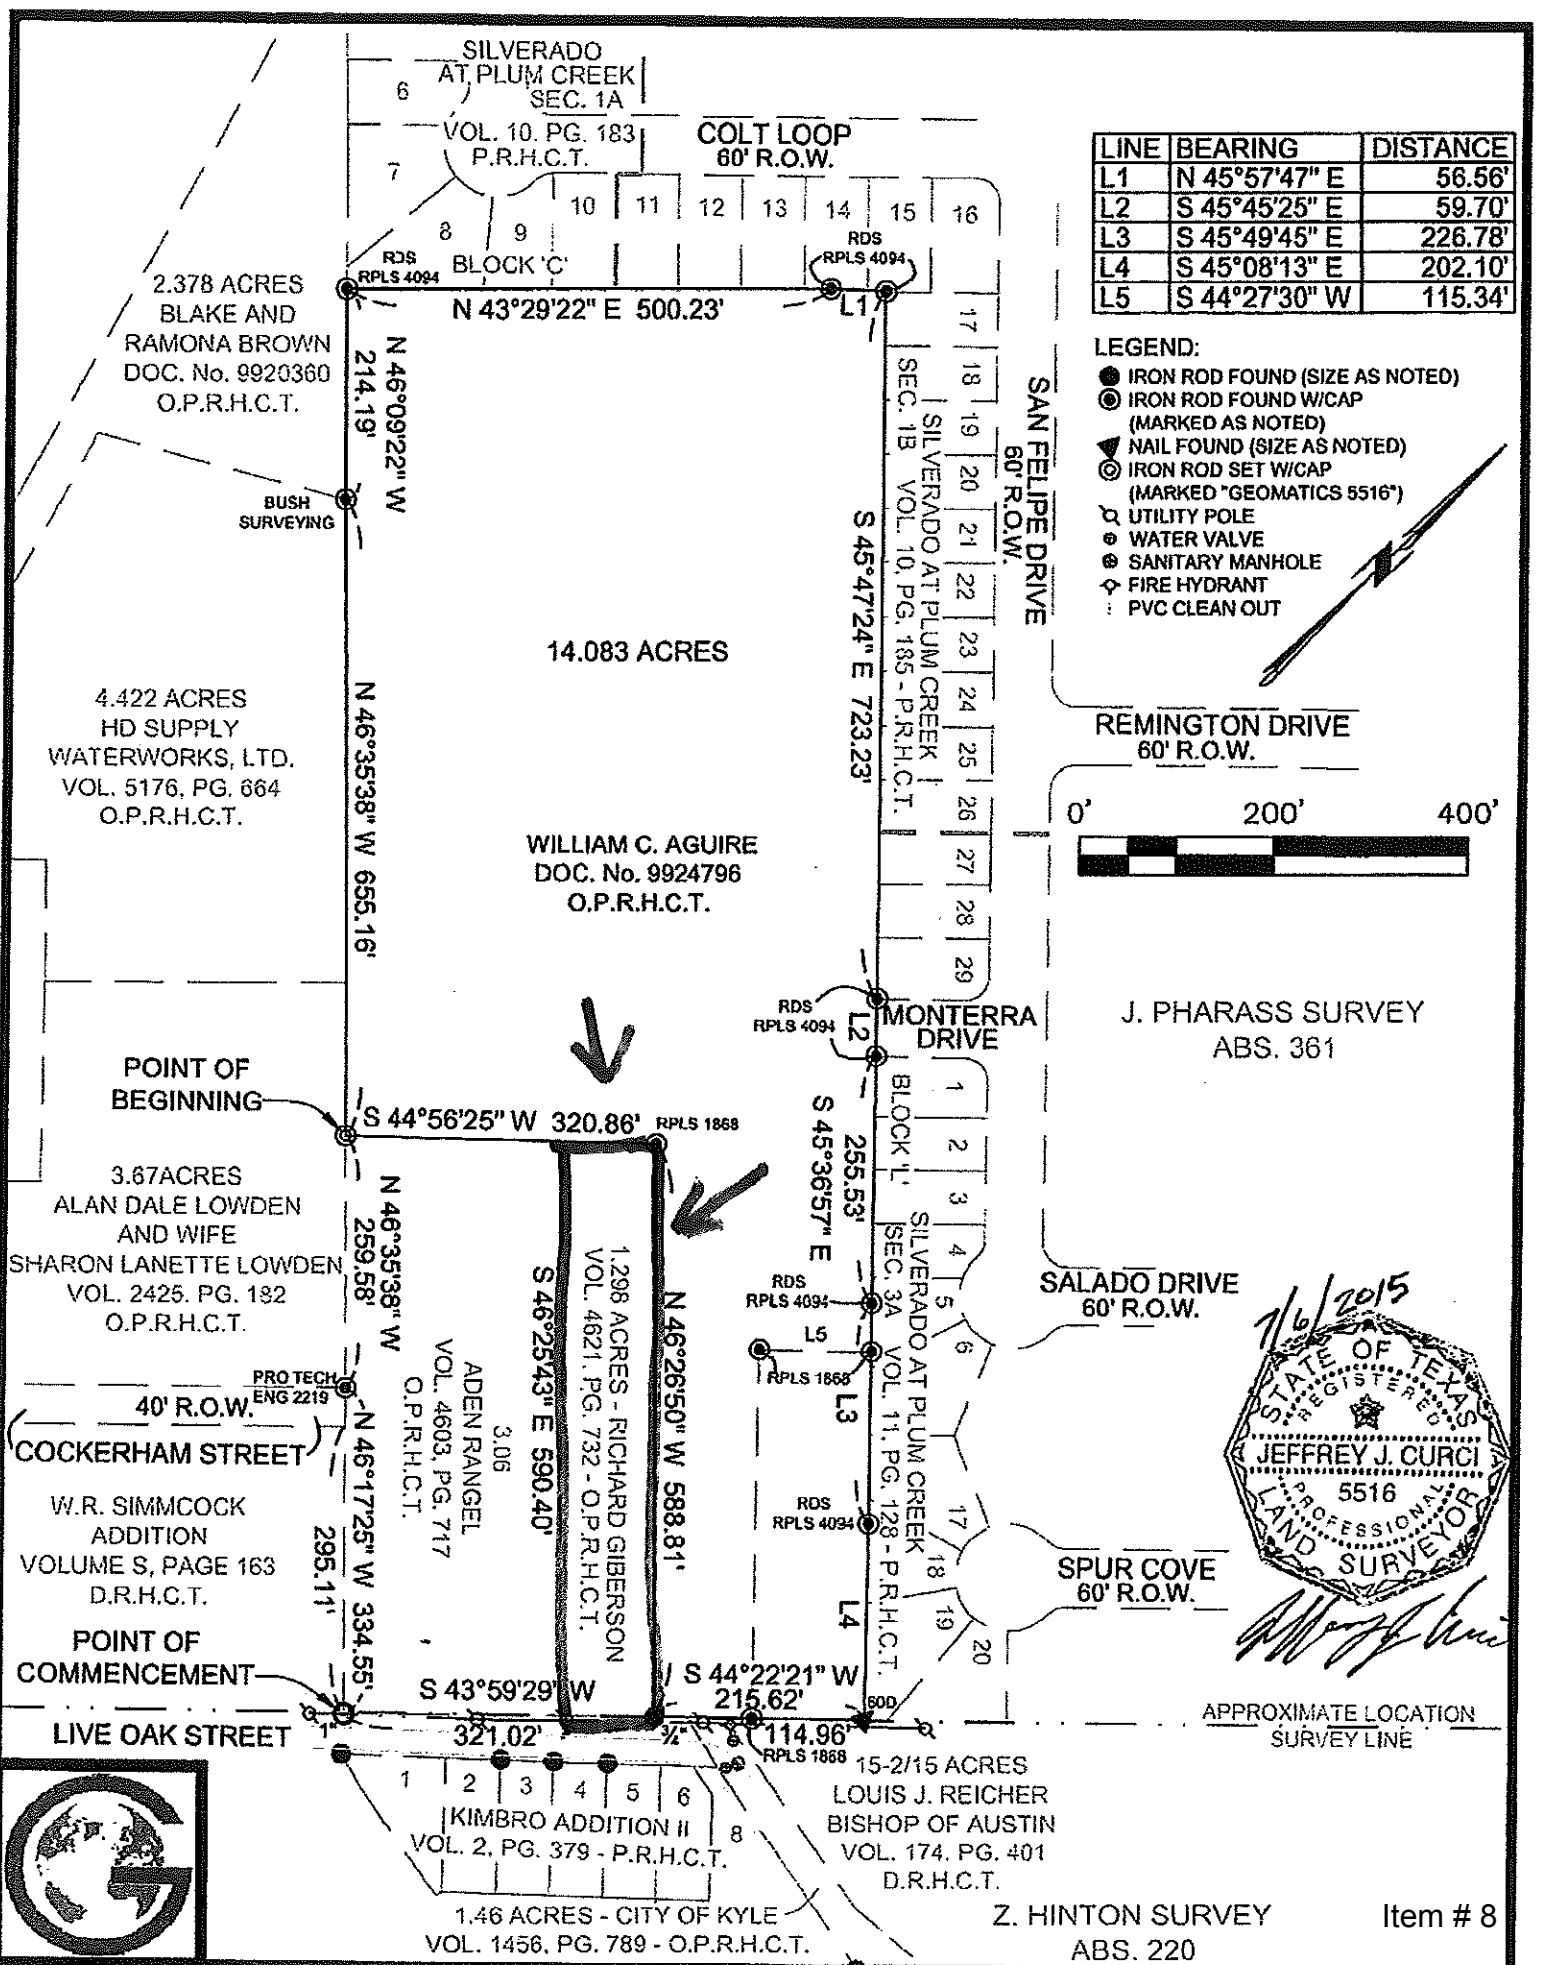 SILVERADO
AT PLUM CREEK
SEC. 1A
VOL. 10. PG. 183
P.R.H.C.T.
COLT LOOP
60' R.O.W.
6
7
8
9
10
11
12
13
14
15
16
BLOCK 'C'
RDS
RPLS 4094
RDS
RPLS 4094
N 43°29'22" E 500.23'
L1
LINE BEARING DISTANCE
L1 N 45°57'47" E 56.56'
L2 S 45°45'25" E 59.70'
L3 S 45°49'45" E 226.78'
L4 S 45°08'13" E 202.10'
L5 S 44°27'30" W 115.34'
LEGEND:
IRON ROD FOUND (SIZE AS NOTED)
IRON ROD FOUND W/CAP
(MARKED AS NOTED)
NAIL FOUND (SIZE AS NOTED)
IRON ROD SET W/CAP
(MARKED "GEOMATICS 5516")
UTILITY POLE
WATER VALVE
SANITARY MANHOLE
FIRE HYDRANT
PVC CLEAN OUT
2.378 ACRES
BLAKE AND
RAMONA BROWN
DOC. No. 9920360
O.P.R.H.C.T.
N 46°09'22" W
214.19'
BUSH
SURVEYING
17
18
19
20
21
22
23
24
25
26
27
28
29
SILVERADO AT PLUM CREEK
SEC. 1B VOL. 10, PG. 185 - P.R.H.C.T.
SAN FELIPE DRIVE
60' R.O.W.
S 45°47'24" E 723.23'
14.083 ACRES
4.422 ACRES
HD SUPPLY
WATERWORKS, LTD.
VOL. 5176, PG. 664
O.P.R.H.C.T.
N 46°35'38" W 655.16'
REMINGTON DRIVE
60' R.O.W.
0' 200' 400'
WILLIAM C. AGUIRE
DOC. No. 9924796
O.P.R.H.C.T.
RDS
RPLS 4094
L2
MONTERRA
DRIVE
J. PHARASS SURVEY
ABS. 361
POINT OF
BEGINNING
S 44°56'25" W 320.86'
RPLS 1868
BLOCK 'L'
1
2
3
4
5
6
S 45°36'57" E
255.53'
3.67ACRES
ALAN DALE LOWDEN
AND WIFE
SHARON LANETTE LOWDEN
VOL. 2425. PG. 182
O.P.R.H.C.T.
N 46°35'38" W
259.58'
1.298 ACRES - RICHARD GIBERSON
VOL. 4621, PG. 732 - O.P.R.H.C.T.
S 46°25'43" E 590.40'
N 46°26'50" W 588.81'
3.06
ADEN RANGEL
VOL. 4603, PG. 717
O.P.R.H.C.T.
RDS
RPLS 4094
L5
RPLS 1868
L3
SILVERADO AT PLUM CREEK
SEC. 3A VOL. 11, PG. 128 - P.R.H.C.T.
SALADO DRIVE
60' R.O.W.
7/6/2015
STATE OF TEXAS
REGISTERED
JEFFREY J. CURCI
5516
PROFESSIONAL
LAND SURVEYOR
PRO TECH
ENG 2219
40' R.O.W.
COCKERHAM STREET
W.R. SIMMCOCK
ADDITION
VOLUME S, PAGE 163
D.R.H.C.T.
N 46°17'25" W 334.55'
295.11'
RDS
RPLS 4094
L4
17
18
19
20
SPUR COVE
60' R.O.W.
POINT OF
COMMENCEMENT
S 43°59'29" W
321.02'
S 44°22'21" W
215.62'
114.96'
60D
1"
¾"
RPLS 1868
LIVE OAK STREET
APPROXIMATE LOCATION
SURVEY LINE
1
2
3
4
5
6
8
KIMBRO ADDITION II
VOL. 2, PG. 379 - P.R.H.C.T.
15-2/15 ACRES
LOUIS J. REICHER
BISHOP OF AUSTIN
VOL. 174, PG. 401
D.R.H.C.T.
1.46 ACRES - CITY OF KYLE
VOL. 1456, PG. 789 - O.P.R.H.C.T.
Z. HINTON SURVEY
ABS. 220
Item # 8
G